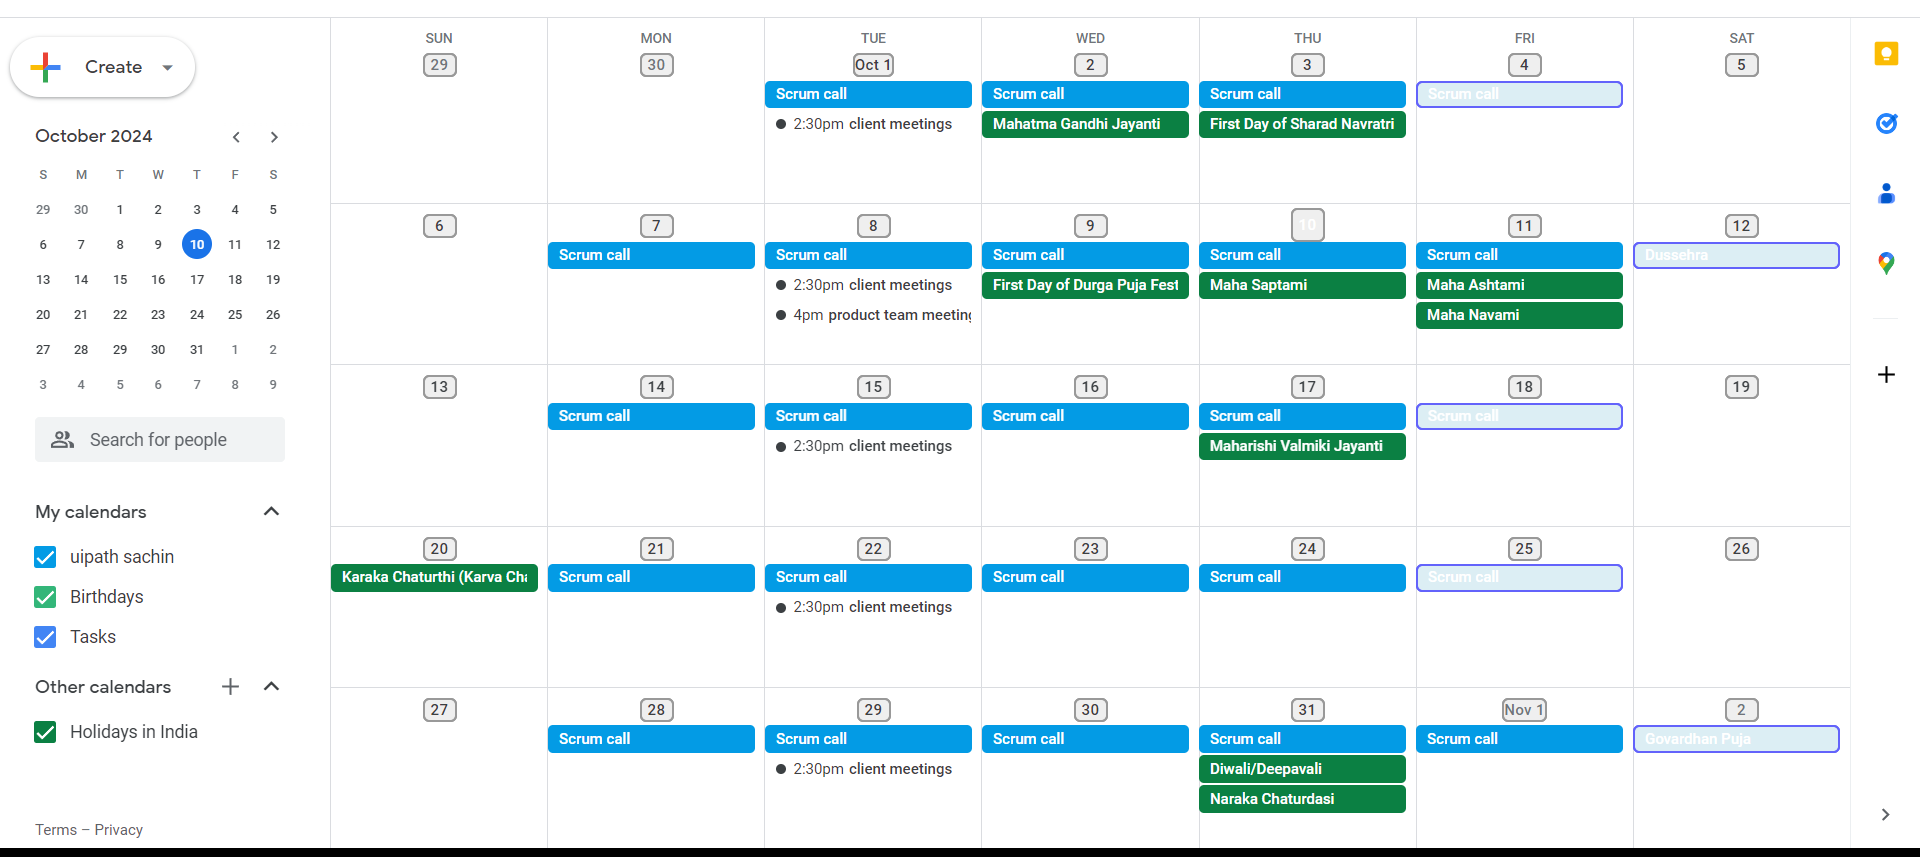 Create
October 2024
S M T W T F S
29 30 1 2 3 4 5
6 7 8 9 10 11 12
13 14 15 16 17 18 19
20 21 22 23 24 25 26
27 28 29 30 31 1 2
3 4 5 6 7 8 9
Search for people
My calendars
uipath sachin
Birthdays
Tasks
Other calendars
Holidays in India
Terms – Privacy
SUN MON TUE WED THU FRI SAT
29 30 Oct 1 2 3 4 5
Scrum call Scrum call Scrum call Scrum call
2:30pm client meetings Mahatma Gandhi Jayanti First Day of Sharad Navratri
6 7 8 9 10 11 12
Scrum call Scrum call Scrum call Scrum call Scrum call Dussehra
2:30pm client meetings First Day of Durga Puja Fest Maha Saptami Maha Ashtami
4pm product team meeting Maha Navami
13 14 15 16 17 18 19
Scrum call Scrum call Scrum call Scrum call Scrum call
2:30pm client meetings Maharishi Valmiki Jayanti
20 21 22 23 24 25 26
Karaka Chaturthi (Karva Cha Scrum call Scrum call Scrum call Scrum call Scrum call
2:30pm client meetings
27 28 29 30 31 Nov 1 2
Scrum call Scrum call Scrum call Scrum call Scrum call Govardhan Puja
2:30pm client meetings Diwali/Deepavali
Naraka Chaturdasi